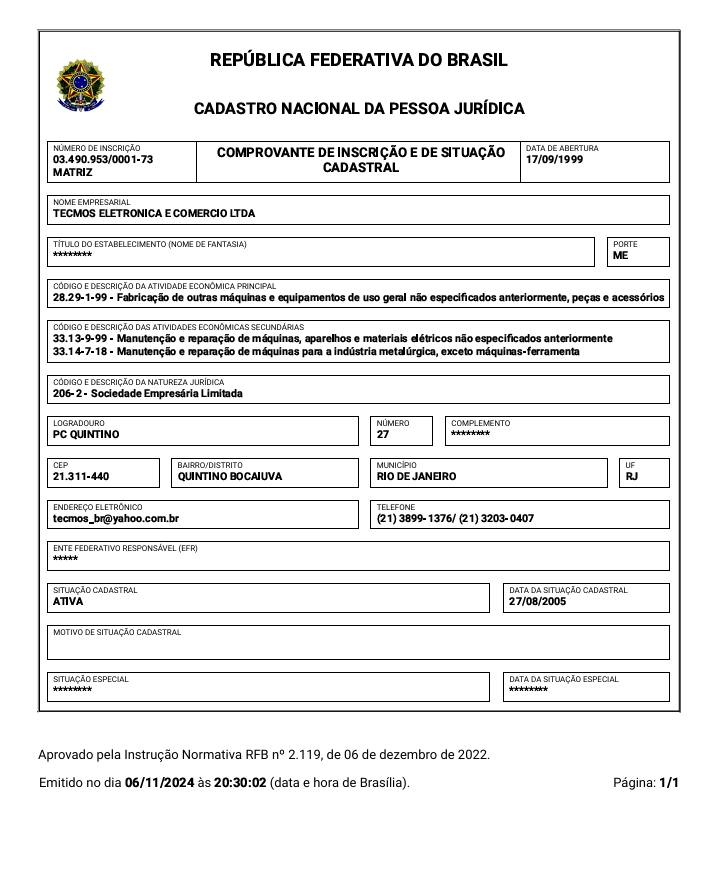 REPÚBLICA FEDERATIVA DO BRASIL
CADASTRO NACIONAL DA PESSOA JURÍDICA
NÚMERO DE INSCRIÇÃO
03.490.953/0001-73
MATRIZ
COMPROVANTE DE INSCRIÇÃO E DE SITUAÇÃO
CADASTRAL
DATA DE ABERTURA
17/09/1999
NOME EMPRESARIAL
TECMOS ELETRONICA E COMERCIO LTDA
TÍTULO DO ESTABELECIMENTO (NOME DE FANTASIA)
********
PORTE
ME
CÓDIGO E DESCRIÇÃO DA ATIVIDADE ECONÔMICA PRINCIPAL
28.29-1-99 - Fabricação de outras máquinas e equipamentos de uso geral não especificados anteriormente, peças e acessórios
CÓDIGO E DESCRIÇÃO DAS ATIVIDADES ECONÔMICAS SECUNDÁRIAS
33.13-9-99 - Manutenção e reparação de máquinas, aparelhos e materiais elétricos não especificados anteriormente
33.14-7-18 - Manutenção e reparação de máquinas para a indústria metalúrgica, exceto máquinas-ferramenta
CÓDIGO E DESCRIÇÃO DA NATUREZA JURÍDICA
206-2 - Sociedade Empresária Limitada
LOGRADOURO
PC QUINTINO
NÚMERO
27
COMPLEMENTO
********
CEP
21.311-440
BAIRRO/DISTRITO
QUINTINO BOCAIUVA
MUNICÍPIO
RIO DE JANEIRO
UF
RJ
ENDEREÇO ELETRÔNICO
tecmos_br@yahoo.com.br
TELEFONE
(21) 3899-1376/ (21) 3203-0407
ENTE FEDERATIVO RESPONSÁVEL (EFR)
*****
SITUAÇÃO CADASTRAL
ATIVA
DATA DA SITUAÇÃO CADASTRAL
27/08/2005
MOTIVO DE SITUAÇÃO CADASTRAL
SITUAÇÃO ESPECIAL
********
DATA DA SITUAÇÃO ESPECIAL
********
Aprovado pela Instrução Normativa RFB nº 2.119, de 06 de dezembro de 2022.
Emitido no dia 06/11/2024 às 20:30:02 (data e hora de Brasília).
Página: 1/1